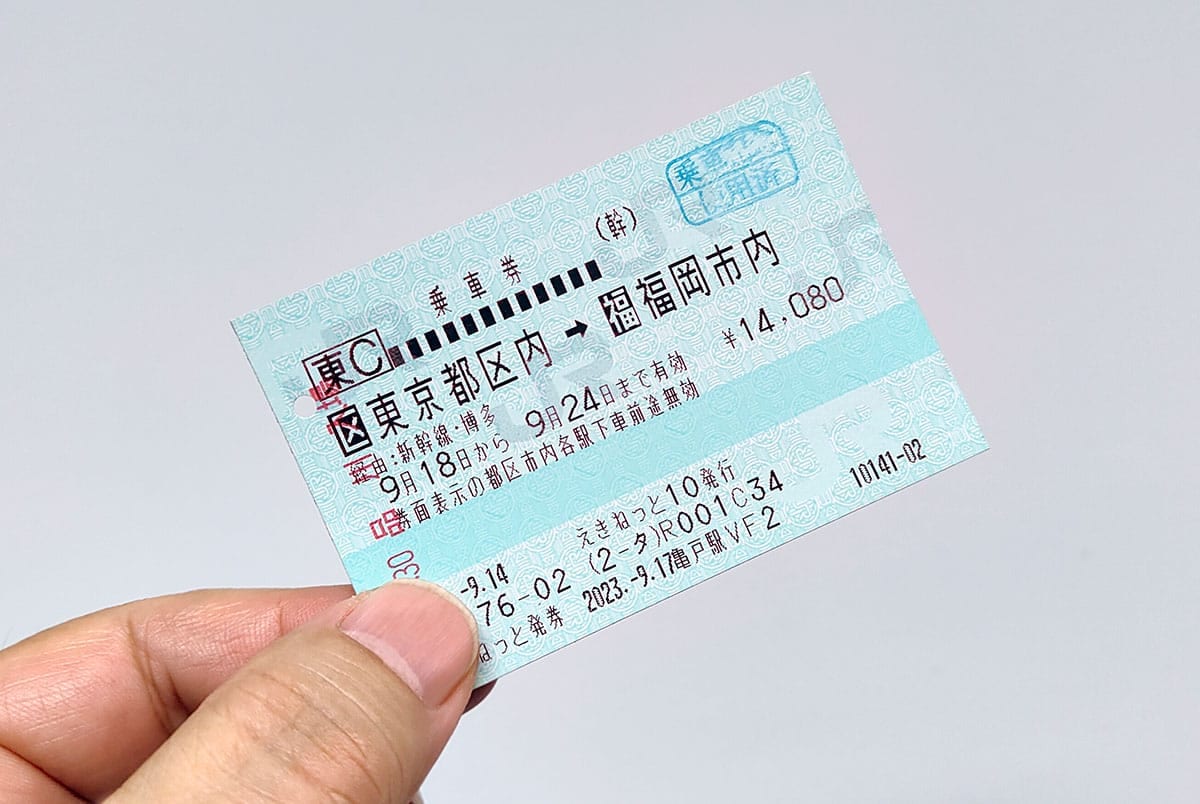 乗車券 (幹)
東C
区東京都区内 → 福福岡市内
経由:新幹線・博多
9月18日から 9月24日まで有効 ¥14,080
券面表示の都区市内各駅下車前途無効
えきねっと10発行
-9.14 (2-タ)R001C34 10141-02
76-02 2023.-9.17亀戸駅VF2
ねっと発券
乗車
使用済
30